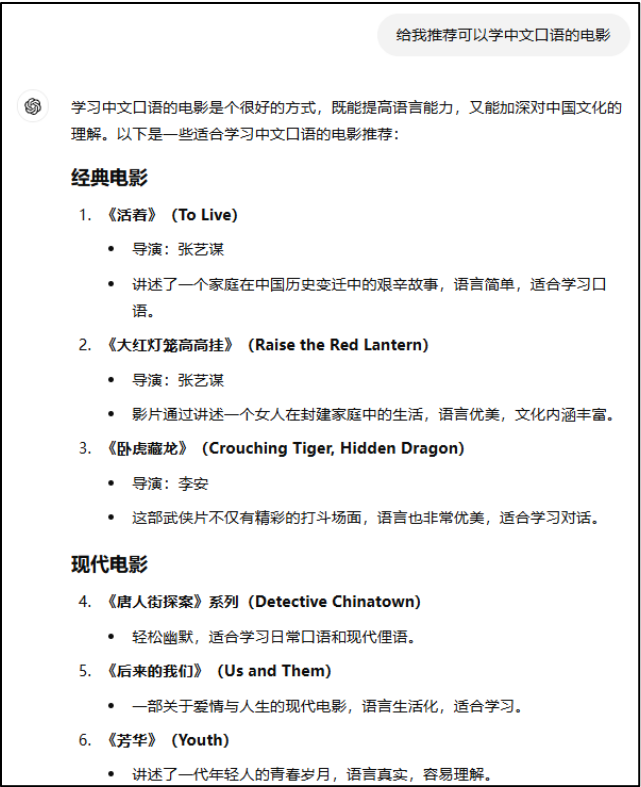 给我推荐可以学中文口语的电影
学习中文口语的电影是个很好的方式，既能提高语言能力，又能加深对中国文化的
理解。以下是一些适合学习中文口语的电影推荐：
经典电影
1. 《活着》（To Live）
• 导演：张艺谋
• 讲述了一个家庭在中国历史变迁中的艰辛故事，语言简单，适合学习口
语。
2. 《大红灯笼高高挂》（Raise the Red Lantern）
• 导演：张艺谋
• 影片通过讲述一个女人在封建家庭中的生活，语言优美，文化内涵丰富。
3. 《卧虎藏龙》（Crouching Tiger, Hidden Dragon）
• 导演：李安
• 这部武侠片不仅有精彩的打斗场面，语言也非常优美，适合学习对话。
现代电影
4. 《唐人街探案》系列（Detective Chinatown）
• 轻松幽默，适合学习日常口语和现代俚语。
5. 《后来的我们》（Us and Them）
• 一部关于爱情与人生的现代电影，语言生活化，适合学习。
6. 《芳华》（Youth）
• 讲述了一代年轻人的青春岁月，语言真实，容易理解。